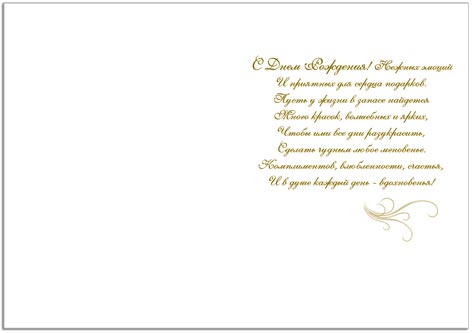 С Днем Рождения! Нежных эмоций
И приятных для сердца подарков.
Пусть у жизни в запасе найдется
Много красок, волшебных и ярких,
Чтобы ими все дни разукрасить,
Сделать чудным любое мгновенье.
Комплиментов, влюбленности, счастья,
И в душе каждый день - вдохновенья!